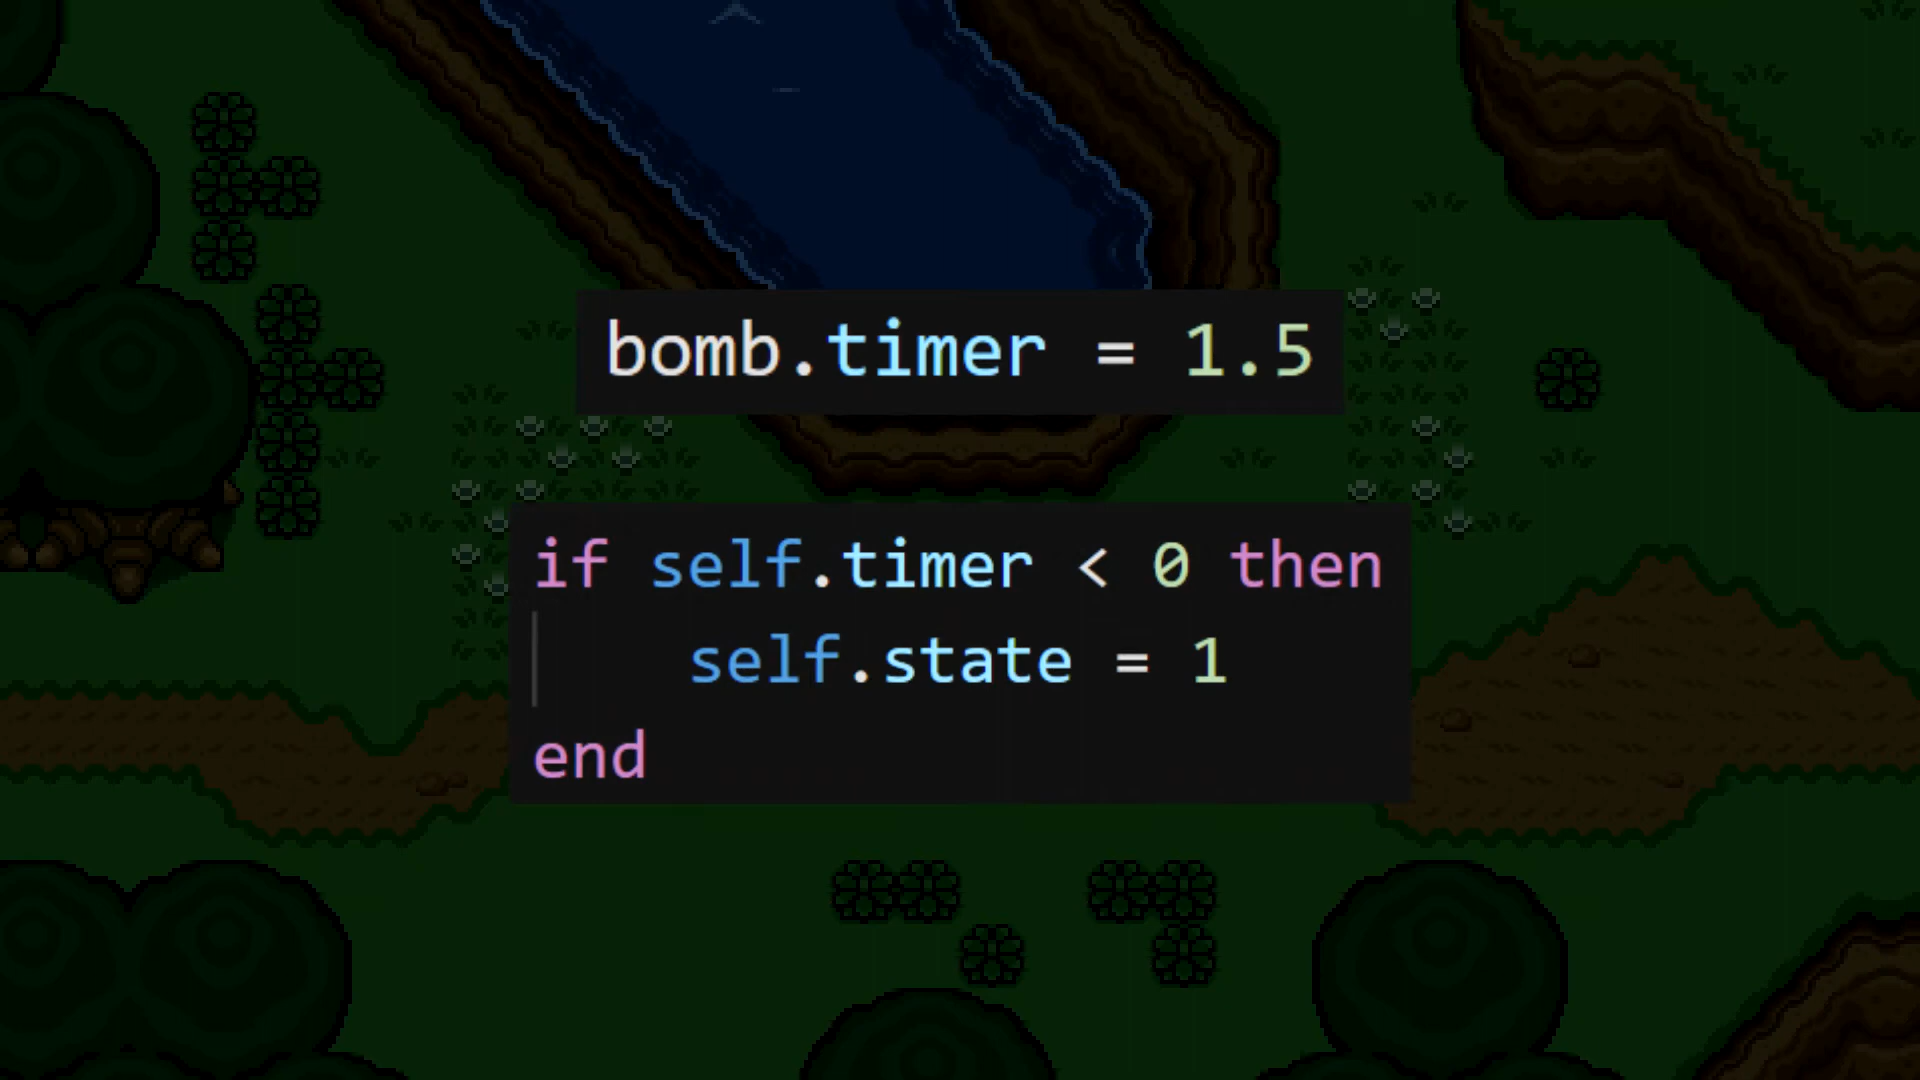 bomb.timer = 1.5
if self.timer < 0 then
    self.state = 1
end